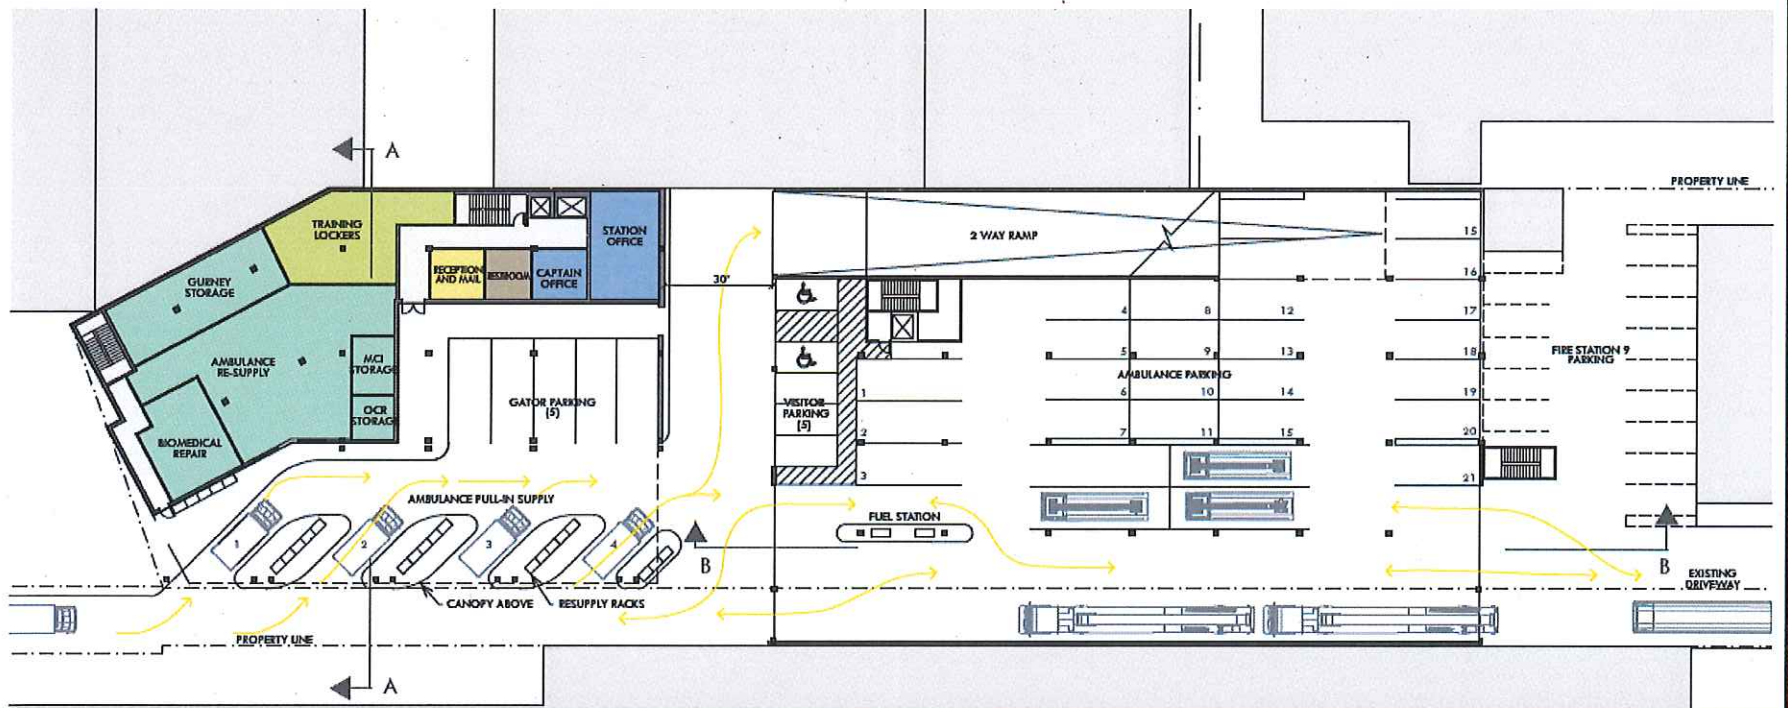 A
PROPERTY LINE
TRAINING
LOCKERS
STATION
OFFICE
2 WAY RAMP
15
RECEPTION
AND MAIL
RESTROOM
CAPTAIN
OFFICE
16
GURNEY
STORAGE
30'
4
8
12
17
5
9
13
18
FIRE STATION 9
PARKING
AMBULANCE
RE-SUPPLY
MCI
STORAGE
AMBULANCE PARKING
6
10
14
19
1
GATOR PARKING
(5)
VISITOR
PARKING
(5)
OCR
STORAGE
2
7
11
15
20
BIOMEDICAL
REPAIR
3
21
AMBULANCE PULL-IN SUPPLY
FUEL STATION
1
2
3
4
B
B
EXISTING
DRIVEWAY
CANOPY ABOVE
RESUPPLY RACKS
PROPERTY LINE
A